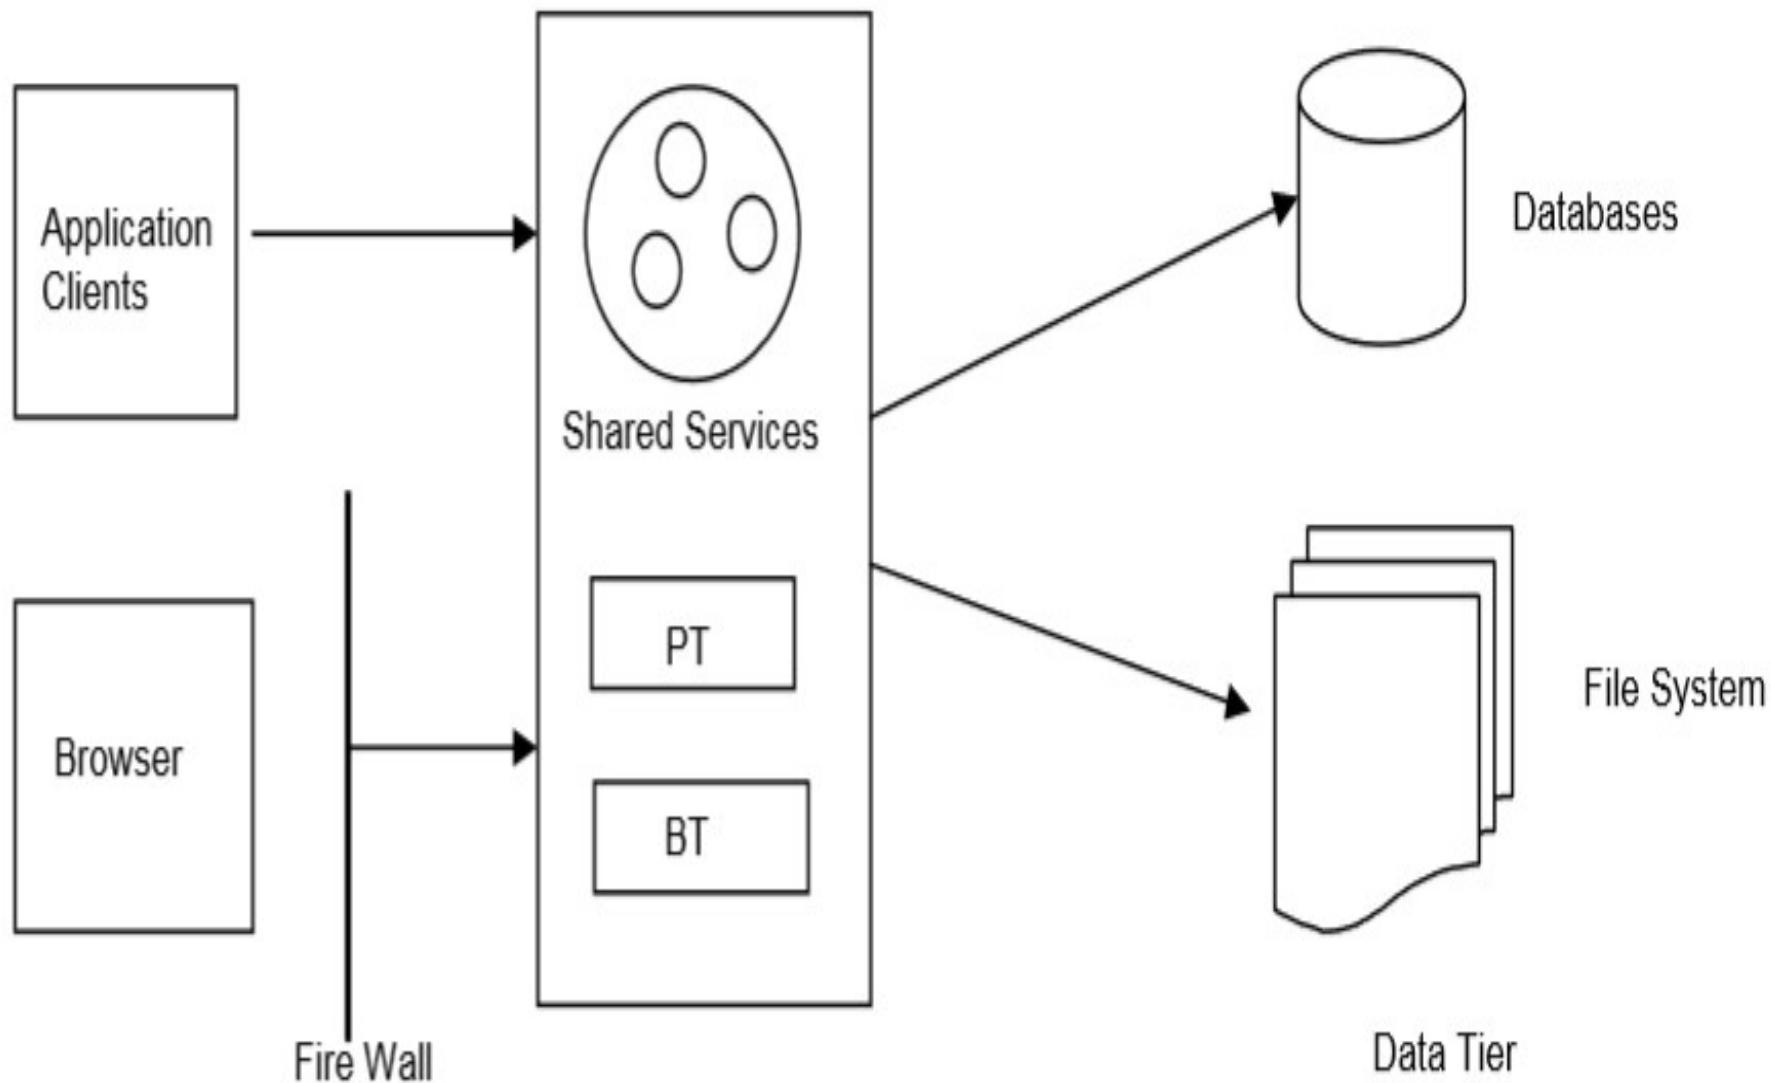 Application
Clients
Shared Services
Databases
Browser
PT
BT
File System
Fire Wall
Data Tier